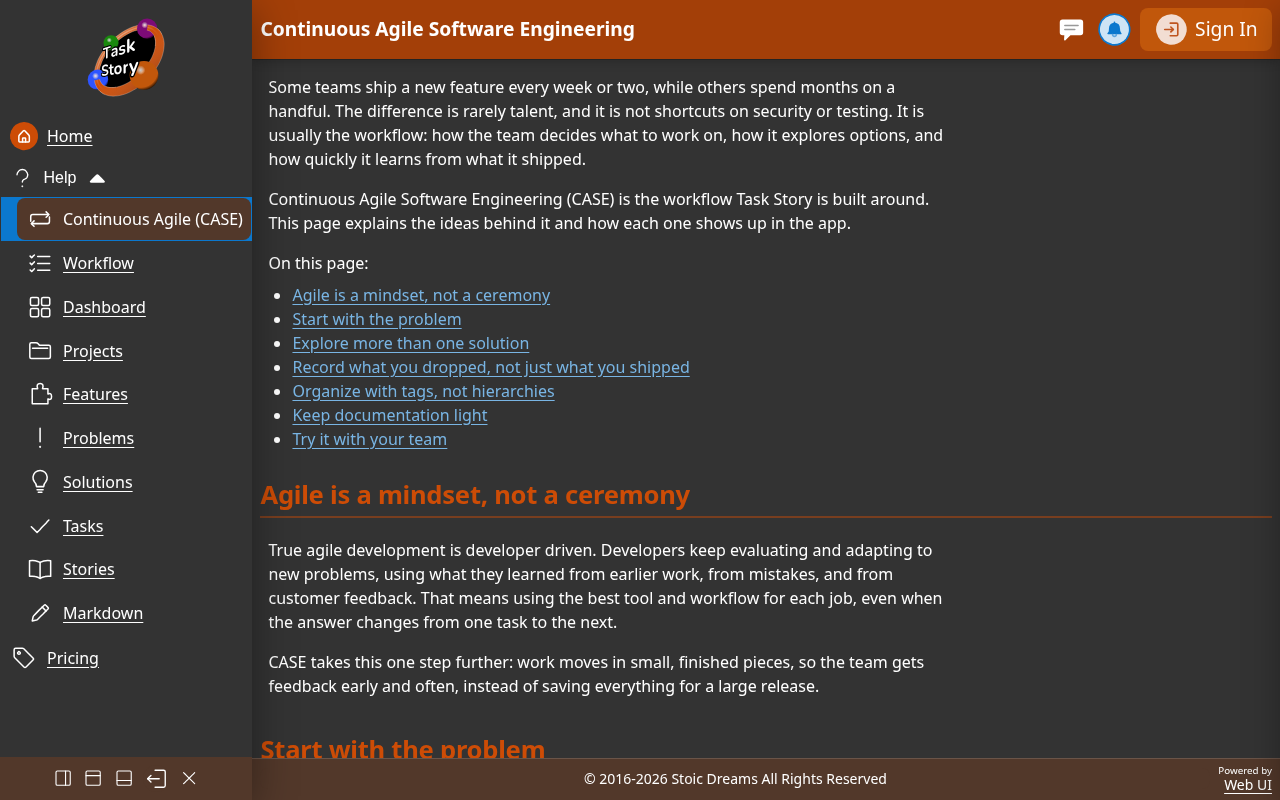 Task
Story
Home
Help
Continuous Agile (CASE)
Workflow
Dashboard
Projects
Features
Problems
Solutions
Tasks
Stories
Markdown
Pricing
Continuous Agile Software Engineering
Sign In
Some teams ship a new feature every week or two, while others spend months on a
handful. The difference is rarely talent, and it is not shortcuts on security or testing. It is
usually the workflow: how the team decides what to work on, how it explores options, and
how quickly it learns from what it shipped.
Continuous Agile Software Engineering (CASE) is the workflow Task Story is built around.
This page explains the ideas behind it and how each one shows up in the app.
On this page:
Agile is a mindset, not a ceremony
Start with the problem
Explore more than one solution
Record what you dropped, not just what you shipped
Organize with tags, not hierarchies
Keep documentation light
Try it with your team
Agile is a mindset, not a ceremony
True agile development is developer driven. Developers keep evaluating and adapting to
new problems, using what they learned from earlier work, from mistakes, and from
customer feedback. That means using the best tool and workflow for each job, even when
the answer changes from one task to the next.
CASE takes this one step further: work moves in small, finished pieces, so the team gets
feedback early and often, instead of saving everything for a large release.
Start with the problem
© 2016-2026 Stoic Dreams All Rights Reserved
Powered by
Web UI